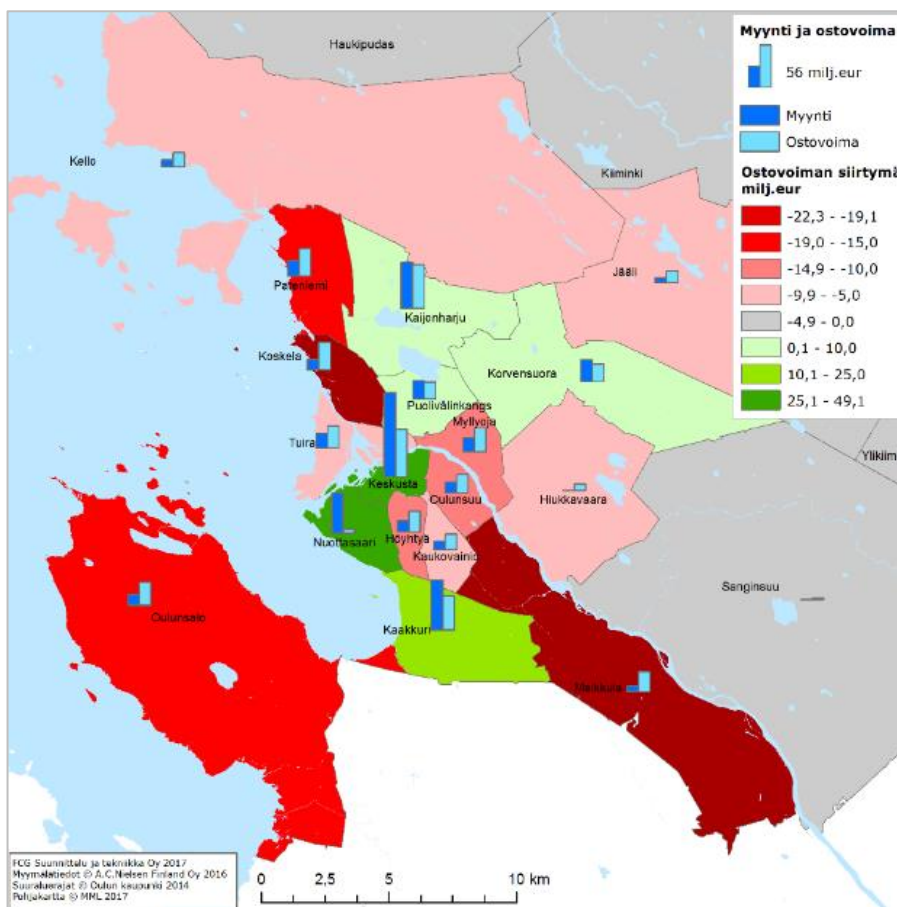 Haukipudas
Myynti ja ostovoima
56 milj.eur
Myynti
Ostovoima
Kello
Kiiminki
Ostovoiman siirtymä
milj.eur
-22,3 - -19,1
-19,0 - -15,0
-14,9 - -10,0
-9,9 - -5,0
-4,9 - 0,0
0,1 - 10,0
10,1 - 25,0
25,1 - 49,1
Jääli
Pateniemi
Kaijonharju
Koskela
Korvensuora
Puolivälinkangs
Myllyoja
Tuira
Ylikiim
Keskusta
Oulunsuu
Hiukkavaara
Nuottasaari
Höyhtyä
Kaukovainio
Sanginsuu
Oulunsalo
Kaakkuri
Maikkula
FCG Suunnittelu ja tekniikka Oy 2017
Myymälätiedot © A.C.Nielsen Finland Oy 2016
Suuraluerajat © Oulun kaupunki 2014
Pohjakartta © MML 2017
0 2,5 5 10 km